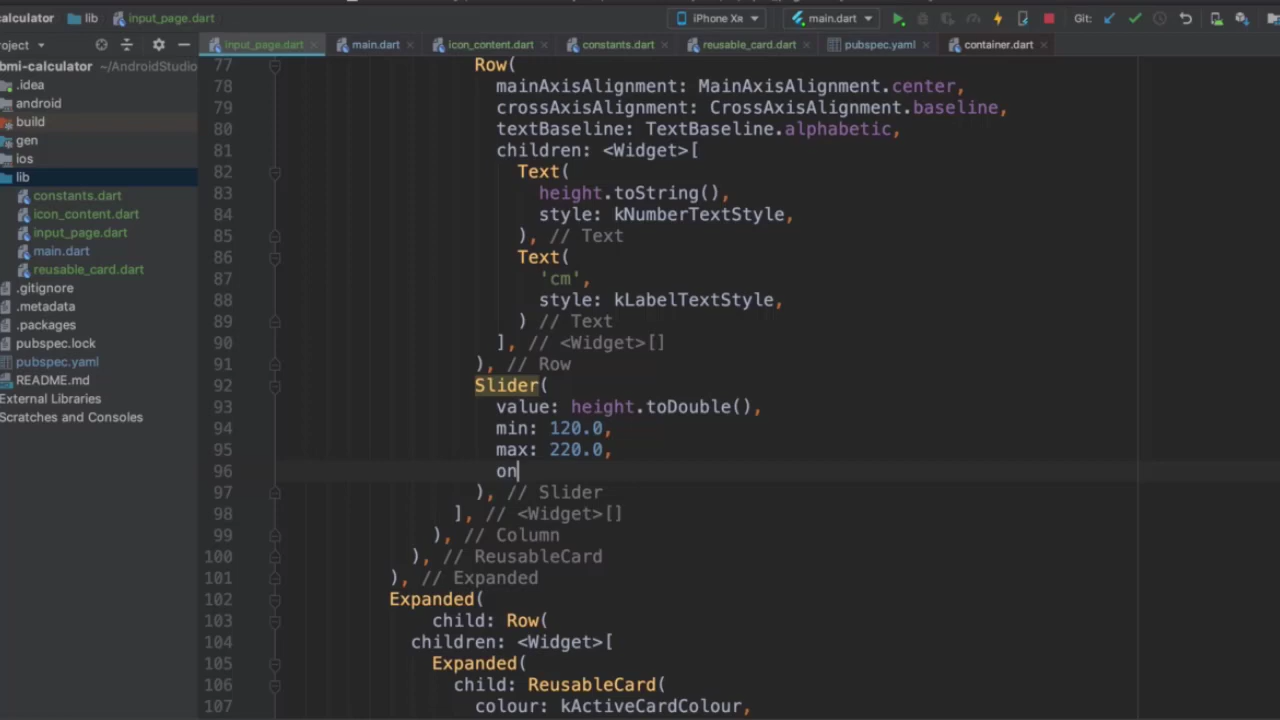 calculator lib input_page.dart iPhone Xʀ main.dart Git:
roject input_page.dart main.dart icon_content.dart constants.dart reusable_card.dart pubspec.yaml container.dart
bmi-calculator ~/AndroidStudio
.idea
android
build
gen
ios
lib
constants.dart
icon_content.dart
input_page.dart
main.dart
reusable_card.dart
.gitignore
.metadata
.packages
pubspec.lock
pubspec.yaml
README.md
External Libraries
Scratches and Consoles
77 Row(
78 mainAxisAlignment: MainAxisAlignment.center,
79 crossAxisAlignment: CrossAxisAlignment.baseline,
80 textBaseline: TextBaseline.alphabetic,
81 children: <Widget>[
82 Text(
83 height.toString(),
84 style: kNumberTextStyle,
85 ), // Text
86 Text(
87 'cm',
88 style: kLabelTextStyle,
89 ) // Text
90 ], // <Widget>[]
91 ), // Row
92 Slider(
93 value: height.toDouble(),
94 min: 120.0,
95 max: 220.0,
96 on
97 ), // Slider
98 ], // <Widget>[]
99 ), // Column
100 ), // ReusableCard
101 ), // Expanded
102 Expanded(
103 child: Row(
104 children: <Widget>[
105 Expanded(
106 child: ReusableCard(
107 colour: kActiveCardColour,